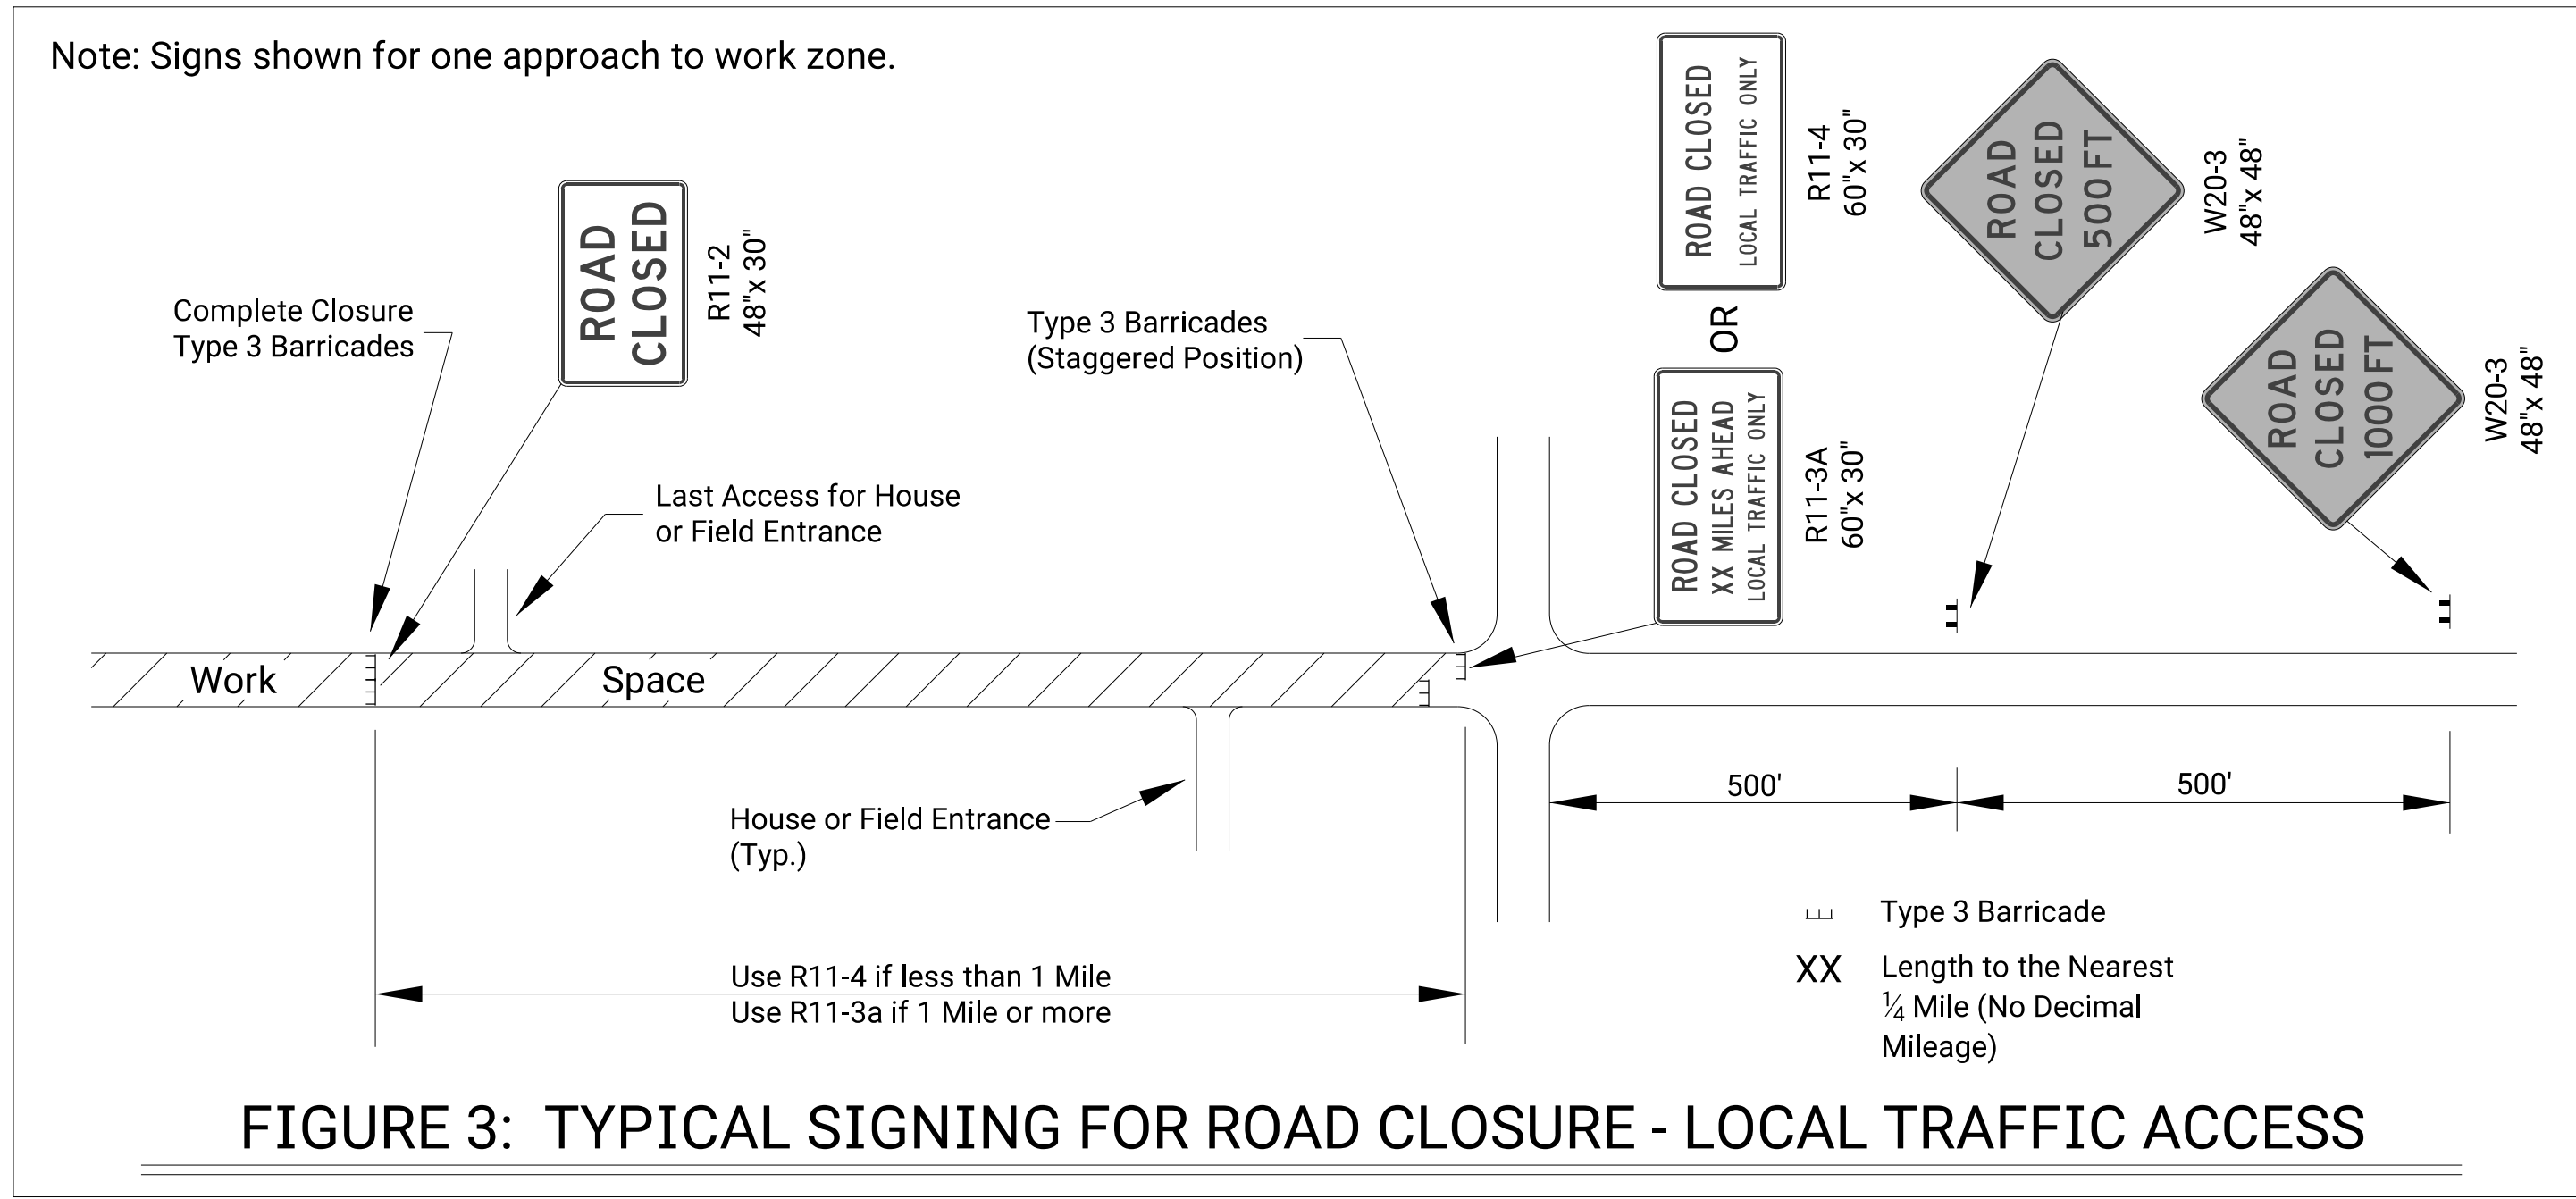 Note: Signs shown for one approach to work zone.
Complete Closure
Type 3 Barricades
ROAD
CLOSED
R11-2
48"x 30"
Last Access for House
or Field Entrance
Type 3 Barricades
(Staggered Position)
ROAD CLOSED
LOCAL TRAFFIC ONLY
R11-4
60"x 30"
OR
ROAD CLOSED
XX MILES AHEAD
LOCAL TRAFFIC ONLY
R11-3A
60"x 30"
ROAD
CLOSED
500FT
W20-3
48"x 48"
ROAD
CLOSED
1000FT
W20-3
48"x 48"
Work
Space
House or Field Entrance
(Typ.)
500'
500'
Use R11-4 if less than 1 Mile
Use R11-3a if 1 Mile or more
Type 3 Barricade
XX Length to the Nearest
¼ Mile (No Decimal
Mileage)
FIGURE 3: TYPICAL SIGNING FOR ROAD CLOSURE - LOCAL TRAFFIC ACCESS